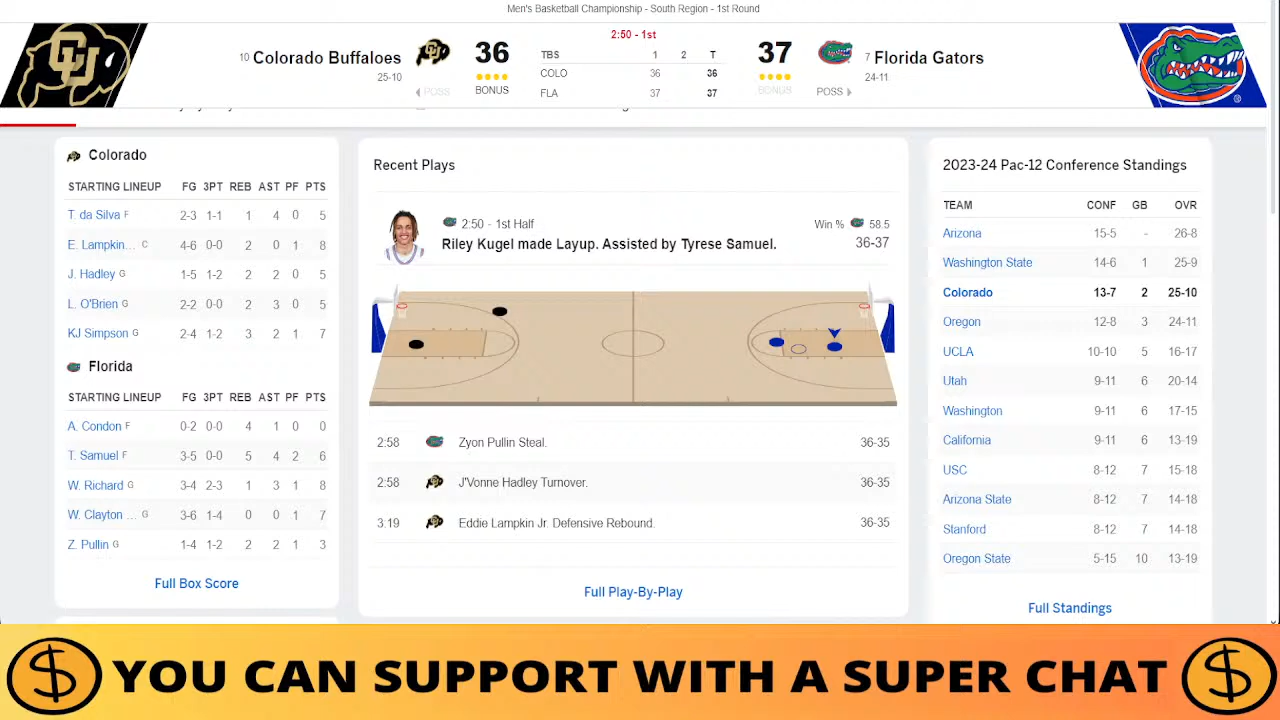 Men's Basketball Championship - South Region - 1st Round
10 Colorado Buffaloes
25-10
36
BONUS
POSS
2:50 - 1st
TBS 1 2 T
COLO 36 36
FLA 37 37
37
BONUS
POSS
7 Florida Gators
24-11
Colorado
STARTING LINEUP FG 3PT REB AST PF PTS
T. da Silva F 2-3 1-1 1 4 0 5
E. Lampkin... C 4-6 0-0 2 0 1 8
J. Hadley G 1-5 1-2 2 2 0 5
L. O'Brien G 2-2 0-0 2 3 0 5
KJ Simpson G 2-4 1-2 3 2 1 7
Florida
STARTING LINEUP FG 3PT REB AST PF PTS
A. Condon F 0-2 0-0 4 1 0 0
T. Samuel F 3-5 0-0 5 4 2 6
W. Richard G 3-4 2-3 1 3 1 8
W. Clayton ... G 3-6 1-4 0 0 1 7
Z. Pullin G 1-4 1-2 2 2 1 3
Full Box Score
Recent Plays
2:50 - 1st Half Win % 58.5
Riley Kugel made Layup. Assisted by Tyrese Samuel. 36-37
2:58 Zyon Pullin Steal. 36-35
2:58 J'Vonne Hadley Turnover. 36-35
3:19 Eddie Lampkin Jr. Defensive Rebound. 36-35
Full Play-By-Play
2023-24 Pac-12 Conference Standings
TEAM CONF GB OVR
Arizona 15-5 - 26-8
Washington State 14-6 1 25-9
Colorado 13-7 2 25-10
Oregon 12-8 3 24-11
UCLA 10-10 5 16-17
Utah 9-11 6 20-14
Washington 9-11 6 17-15
California 9-11 6 13-19
USC 8-12 7 15-18
Arizona State 8-12 7 14-18
Stanford 8-12 7 14-18
Oregon State 5-15 10 13-19
Full Standings
YOU CAN SUPPORT WITH A SUPER CHAT